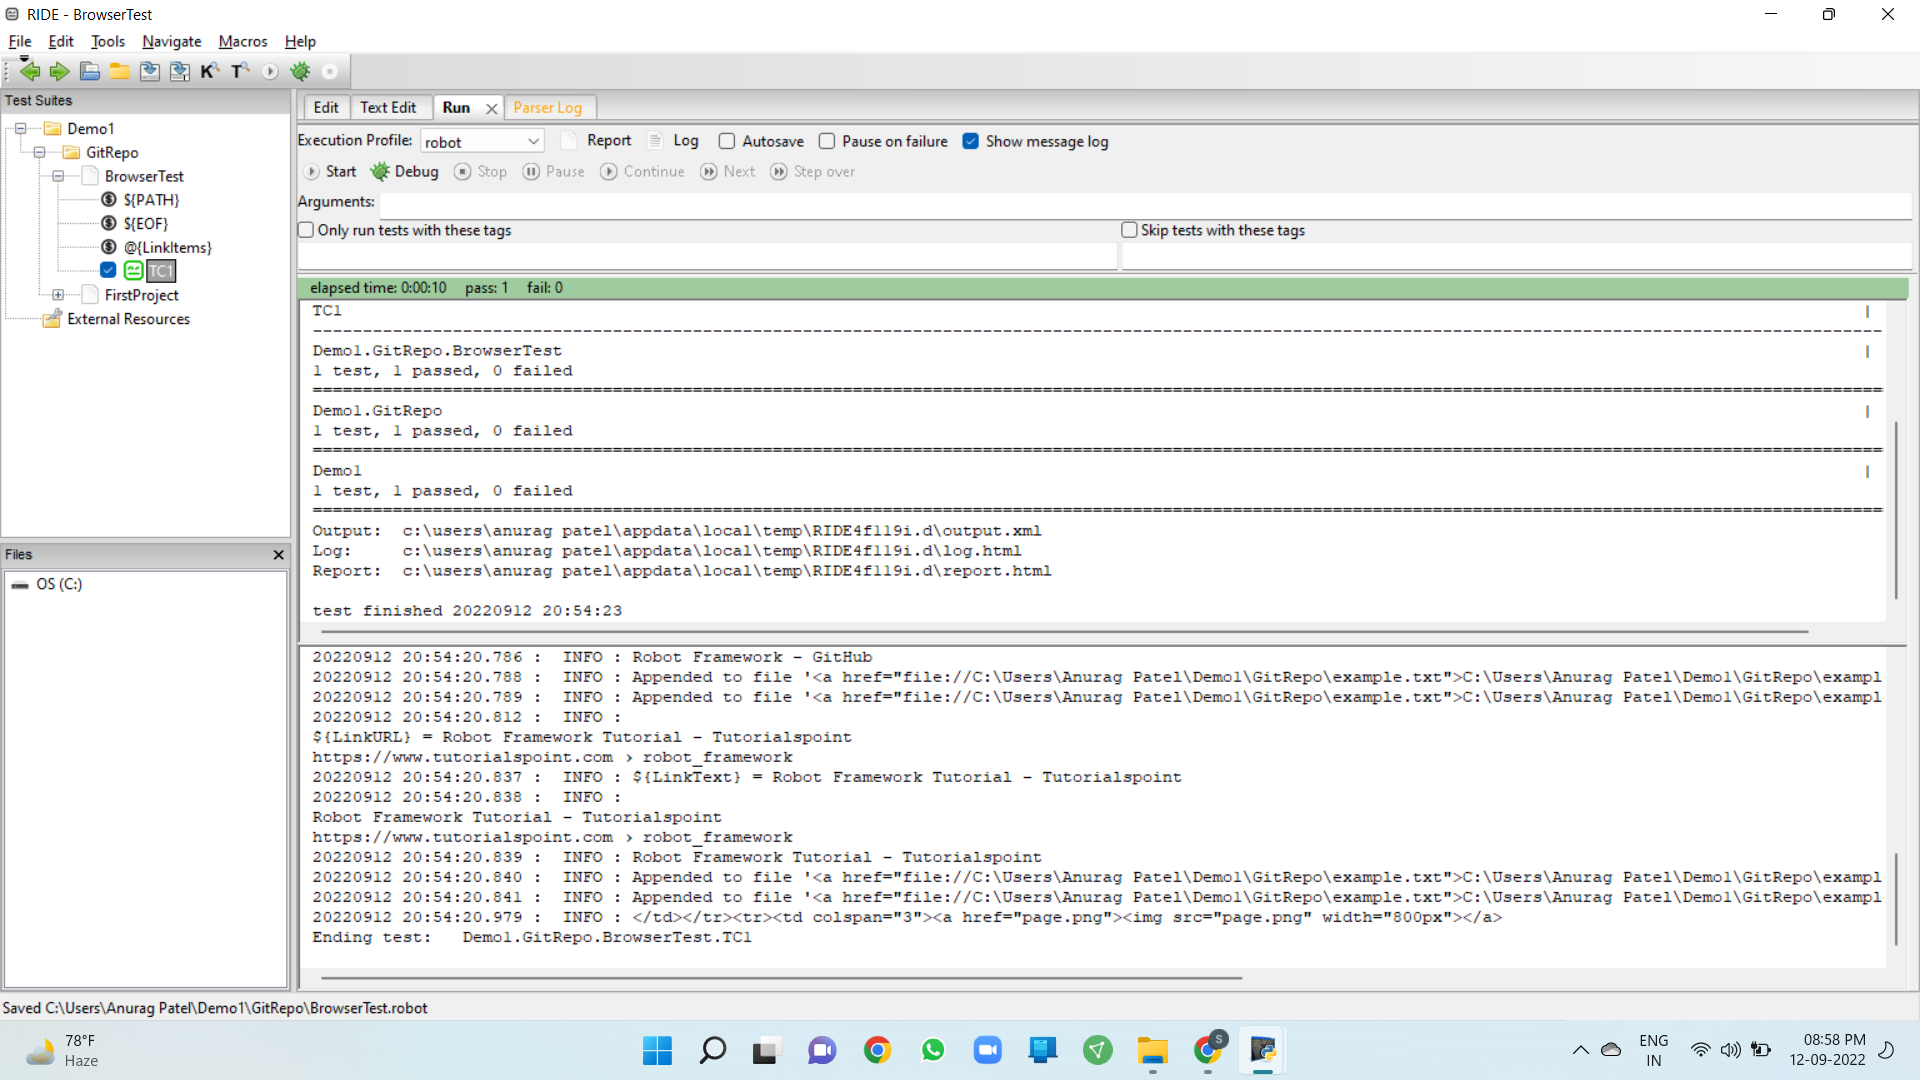 RIDE - BrowserTest
File Edit Tools Navigate Macros Help
K T
Test Suites
Demo1
GitRepo
BrowserTest
${PATH}
${EOF}
@{LinkItems}
TC1
FirstProject
External Resources
Files
OS (C:)
Edit Text Edit Run Parser Log
Execution Profile: robot Report Log Autosave Pause on failure Show message log
Start Debug Stop Pause Continue Next Step over
Arguments:
Only run tests with these tags Skip tests with these tags
elapsed time: 0:00:10 pass: 1 fail: 0
TC1 |
Demo1.GitRepo.BrowserTest |
1 test, 1 passed, 0 failed
Demo1.GitRepo |
1 test, 1 passed, 0 failed
Demo1 |
1 test, 1 passed, 0 failed
Output: c:\users\anurag patel\appdata\local\temp\RIDE4f119i.d\output.xml
Log: c:\users\anurag patel\appdata\local\temp\RIDE4f119i.d\log.html
Report: c:\users\anurag patel\appdata\local\temp\RIDE4f119i.d\report.html
test finished 20220912 20:54:23
20220912 20:54:20.786 : INFO : Robot Framework - GitHub
20220912 20:54:20.788 : INFO : Appended to file '<a href="file://C:\Users\Anurag Patel\Demo1\GitRepo\example.txt">C:\Users\Anurag Patel\Demo1\GitRepo\exampl
20220912 20:54:20.789 : INFO : Appended to file '<a href="file://C:\Users\Anurag Patel\Demo1\GitRepo\example.txt">C:\Users\Anurag Patel\Demo1\GitRepo\exampl
20220912 20:54:20.812 : INFO :
${LinkURL} = Robot Framework Tutorial - Tutorialspoint
https://www.tutorialspoint.com › robot_framework
20220912 20:54:20.837 : INFO : ${LinkText} = Robot Framework Tutorial - Tutorialspoint
20220912 20:54:20.838 : INFO :
Robot Framework Tutorial - Tutorialspoint
https://www.tutorialspoint.com › robot_framework
20220912 20:54:20.839 : INFO : Robot Framework Tutorial - Tutorialspoint
20220912 20:54:20.840 : INFO : Appended to file '<a href="file://C:\Users\Anurag Patel\Demo1\GitRepo\example.txt">C:\Users\Anurag Patel\Demo1\GitRepo\exampl
20220912 20:54:20.841 : INFO : Appended to file '<a href="file://C:\Users\Anurag Patel\Demo1\GitRepo\example.txt">C:\Users\Anurag Patel\Demo1\GitRepo\exampl
20220912 20:54:20.979 : INFO : </td></tr><tr><td colspan="3"><a href="page.png"><img src="page.png" width="800px"></a>
Ending test: Demo1.GitRepo.BrowserTest.TC1
Saved C:\Users\Anurag Patel\Demo1\GitRepo\BrowserTest.robot
78°F
Haze
S
ENG
IN
08:58 PM
12-09-2022